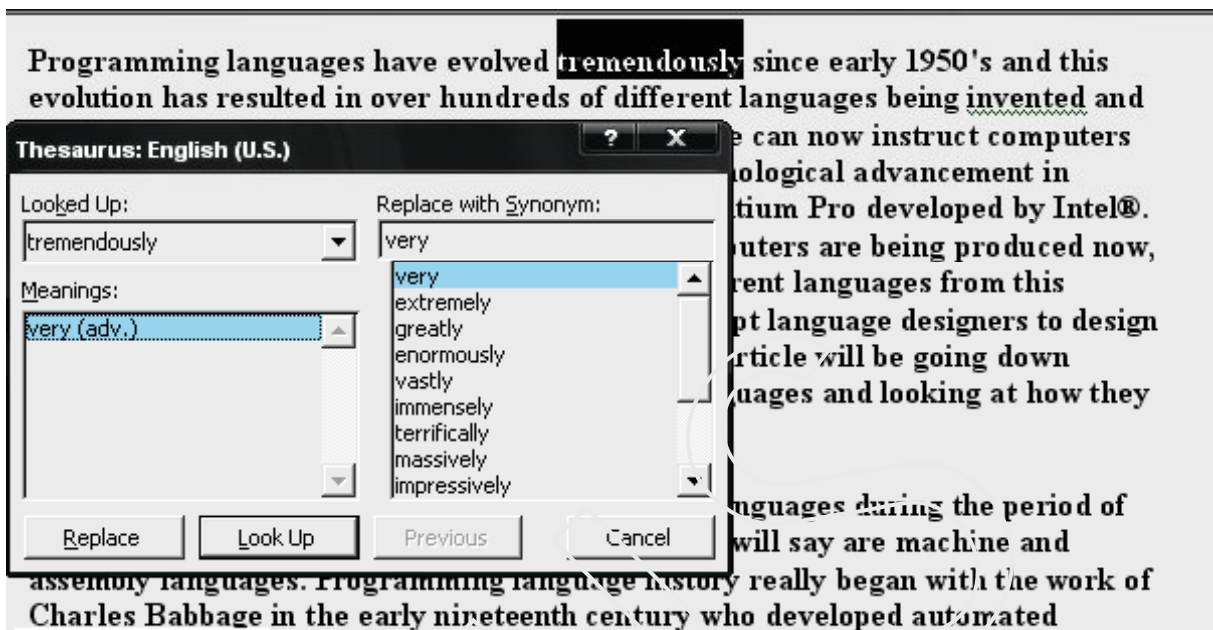 Programming languages have evolved tremendously since early 1950's and this
evolution has resulted in over hundreds of different languages being invented and
Thesaurus: English (U.S.)
? X
Looked Up:
tremendously
Meanings:
very (adv.)
Replace with Synonym:
very
very
extremely
greatly
enormously
vastly
immensely
terrifically
massively
impressively
Replace
Look Up
Previous
Cancel
can now instruct computers
ological advancement in
tium Pro developed by Intel®.
uters are being produced now,
rent languages from this
pt language designers to design
rticle will be going down
uages and looking at how they
nguages during the period of
will say are machine and
assembly languages. Programming language history really began with the work of
Charles Babbage in the early nineteenth century who developed automated